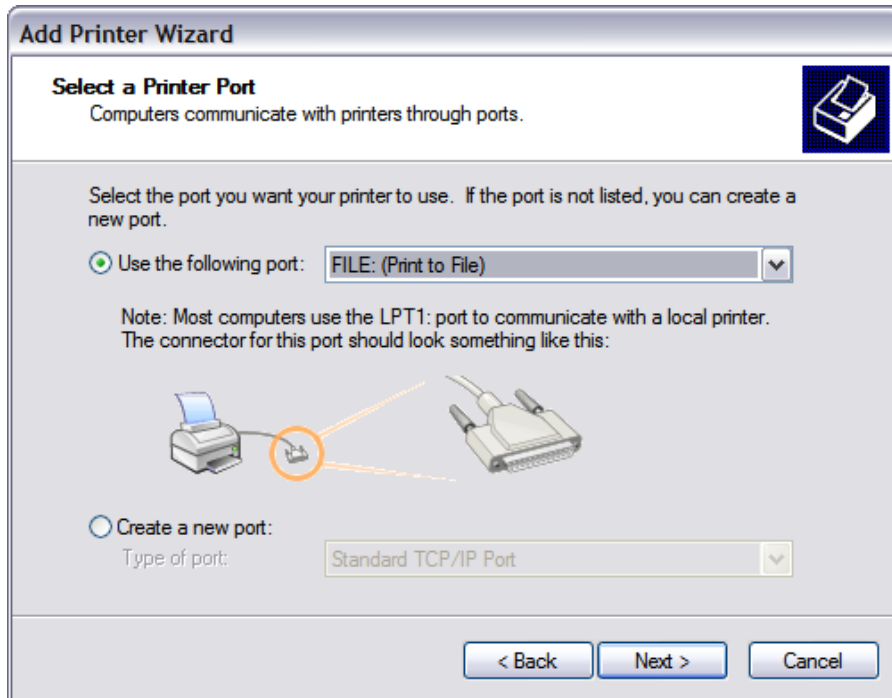 Add Printer Wizard
Select a Printer Port
Computers communicate with printers through ports.
Select the port you want your printer to use. If the port is not listed, you can create a
new port.
Use the following port: FILE: (Print to File)
Note: Most computers use the LPT1: port to communicate with a local printer.
The connector for this port should look something like this:
Create a new port:
Type of port: Standard TCP/IP Port
< Back Next > Cancel